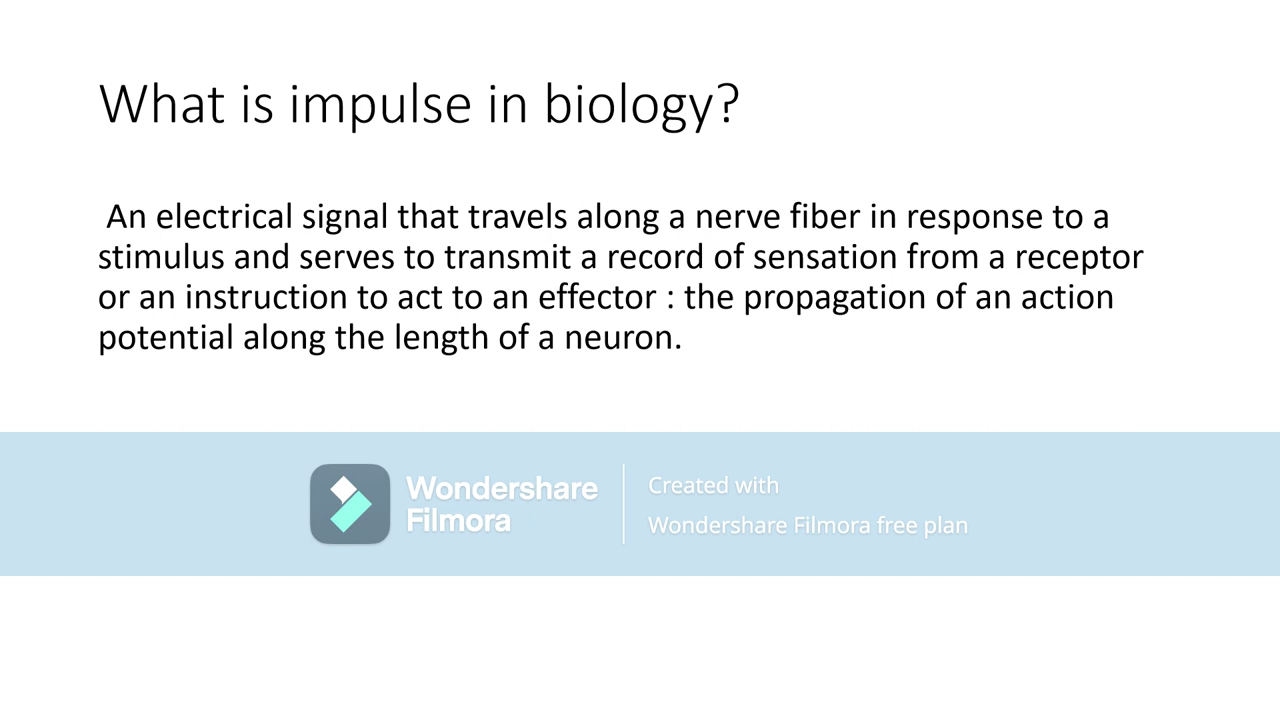 What is impulse in biology?
An electrical signal that travels along a nerve fiber in response to a
stimulus and serves to transmit a record of sensation from a receptor
or an instruction to act to an effector : the propagation of an action
potential along the length of a neuron.
Wondershare
Filmora
Created with
Wondershare Filmora free plan